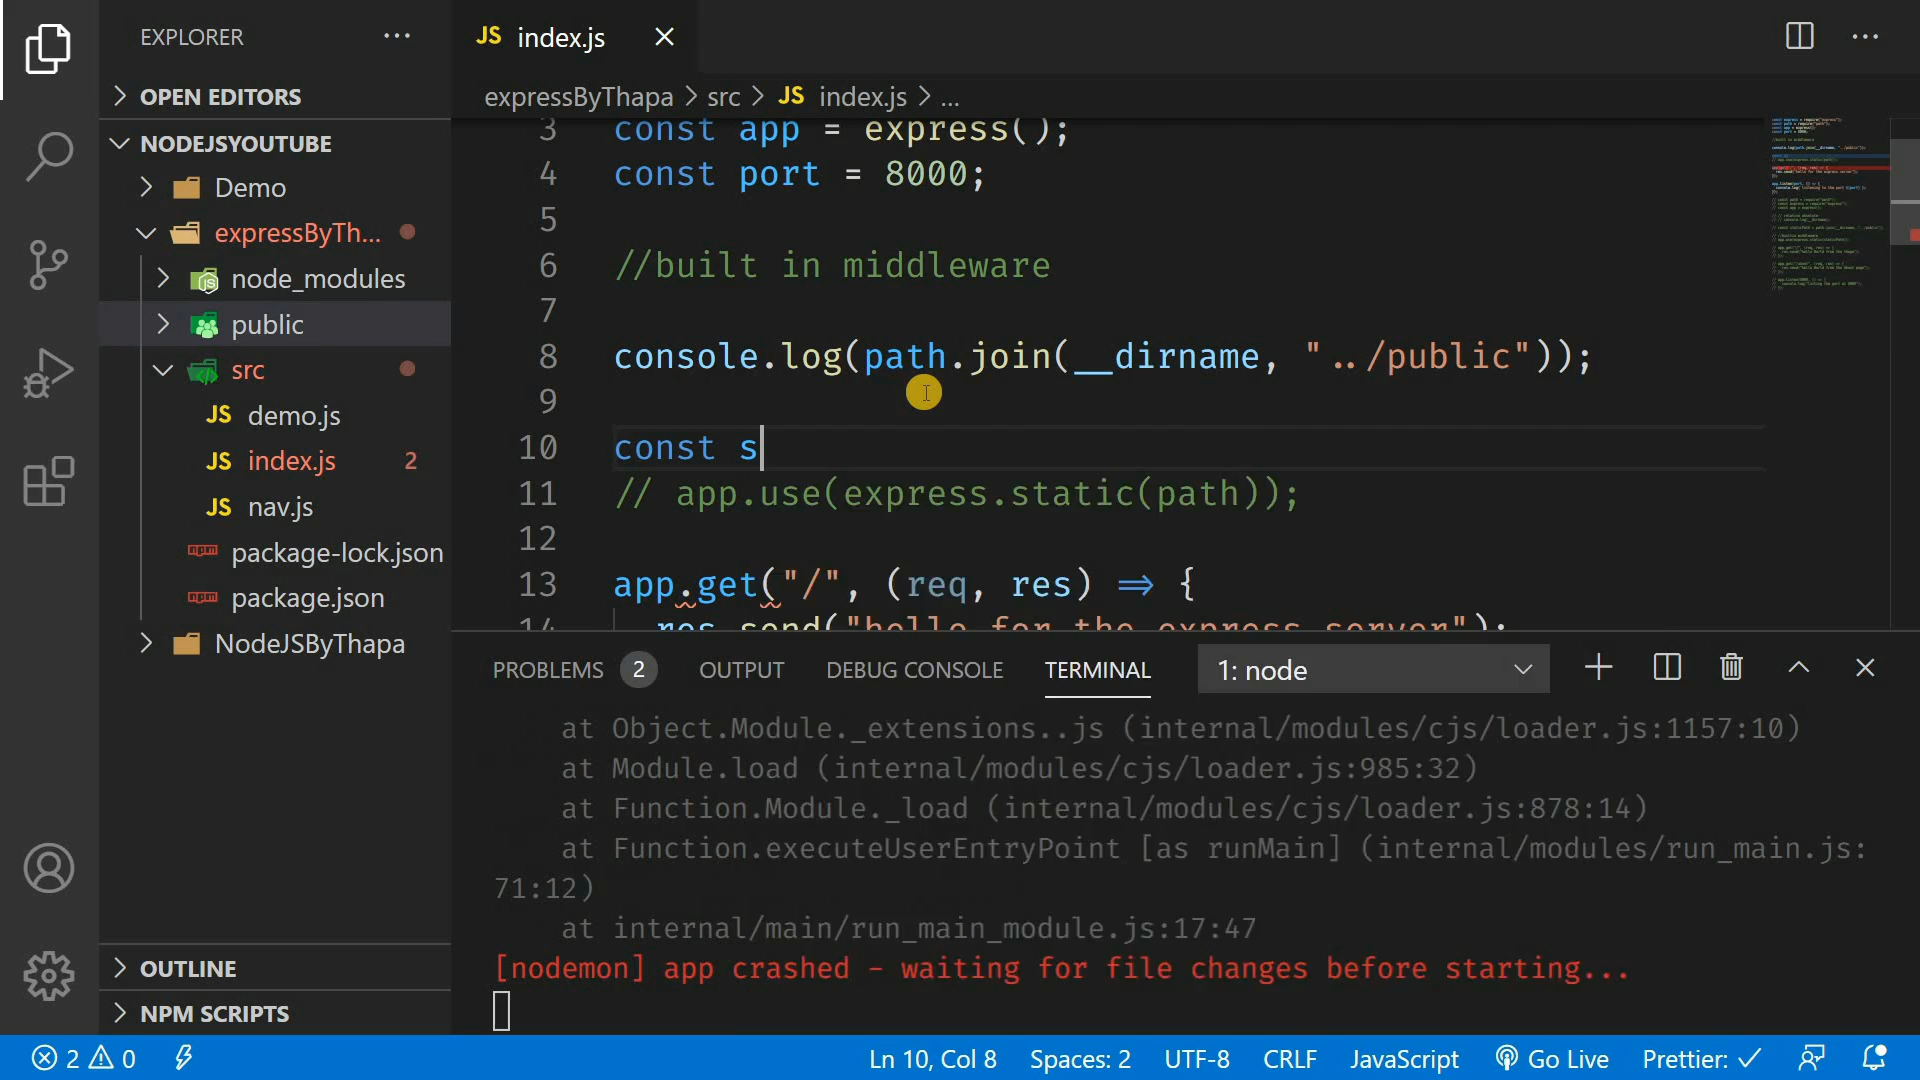 EXPLORER
OPEN EDITORS
NODEJSYOUTUBE
Demo
expressByTh...
node_modules
public
src
JS demo.js
JS index.js 2
JS nav.js
package-lock.json
package.json
NodeJSByThapa
OUTLINE
NPM SCRIPTS
JS index.js
expressByThapa > src > JS index.js > ...
3 const app = express();
4 const port = 8000;
5
6 //built in middleware
7
8 console.log(path.join(__dirname, "../public"));
9
10 const s
11 // app.use(express.static(path));
12
13 app.get("/", (req, res) => {
14 res.send("hello for the express server");
PROBLEMS 2 OUTPUT DEBUG CONSOLE TERMINAL 1: node
at Object.Module._extensions..js (internal/modules/cjs/loader.js:1157:10)
at Module.load (internal/modules/cjs/loader.js:985:32)
at Function.Module._load (internal/modules/cjs/loader.js:878:14)
at Function.executeUserEntryPoint [as runMain] (internal/modules/run_main.js:
71:12)
at internal/main/run_main_module.js:17:47
[nodemon] app crashed - waiting for file changes before starting...
2 0 Ln 10, Col 8 Spaces: 2 UTF-8 CRLF JavaScript Go Live Prettier: ✓